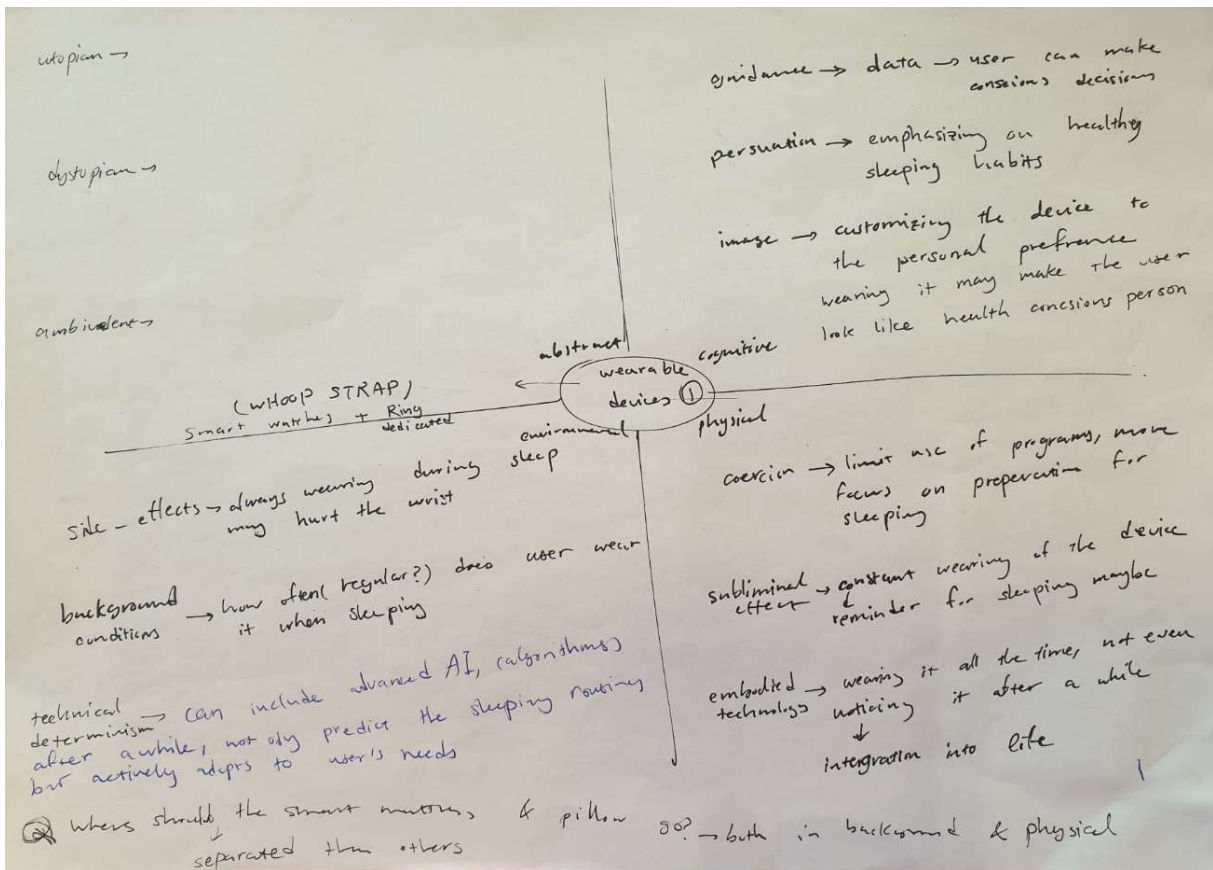 utopian →
dystopian →
ambivalent →
guidance → data → user can make
conscious decisions
persuation → emphasizing on healthy
sleeping habits
image → customizing the device to
the personal prefrence
wearing it may make the user
look like health concsious person
abstract
cognitive
wearable
devices ①
←
(WHOOP STRAP)
Smart watches + Ring
dedicated
environmental
physical
side-effects → always wearing during sleep
may hurt the wrist
background
conditions → how often (regular?) does user wear
it when sleeping
technical
determinism → can include advanced AI, (algorithms)
after awhile, not only predict the sleeping routines
but actively adapts to user's needs
coercion → limit use of programs, more
focus on preperation for
sleeping
subliminal
effect → constant wearing of the device
↓
reminder for sleeping maybe
embodied
technology → wearing it all the time, not even
noticing it after a while
↓
intergration into life
1
Q where should the smart mattress & pillow go? → both in background & physical
↓
separated than others